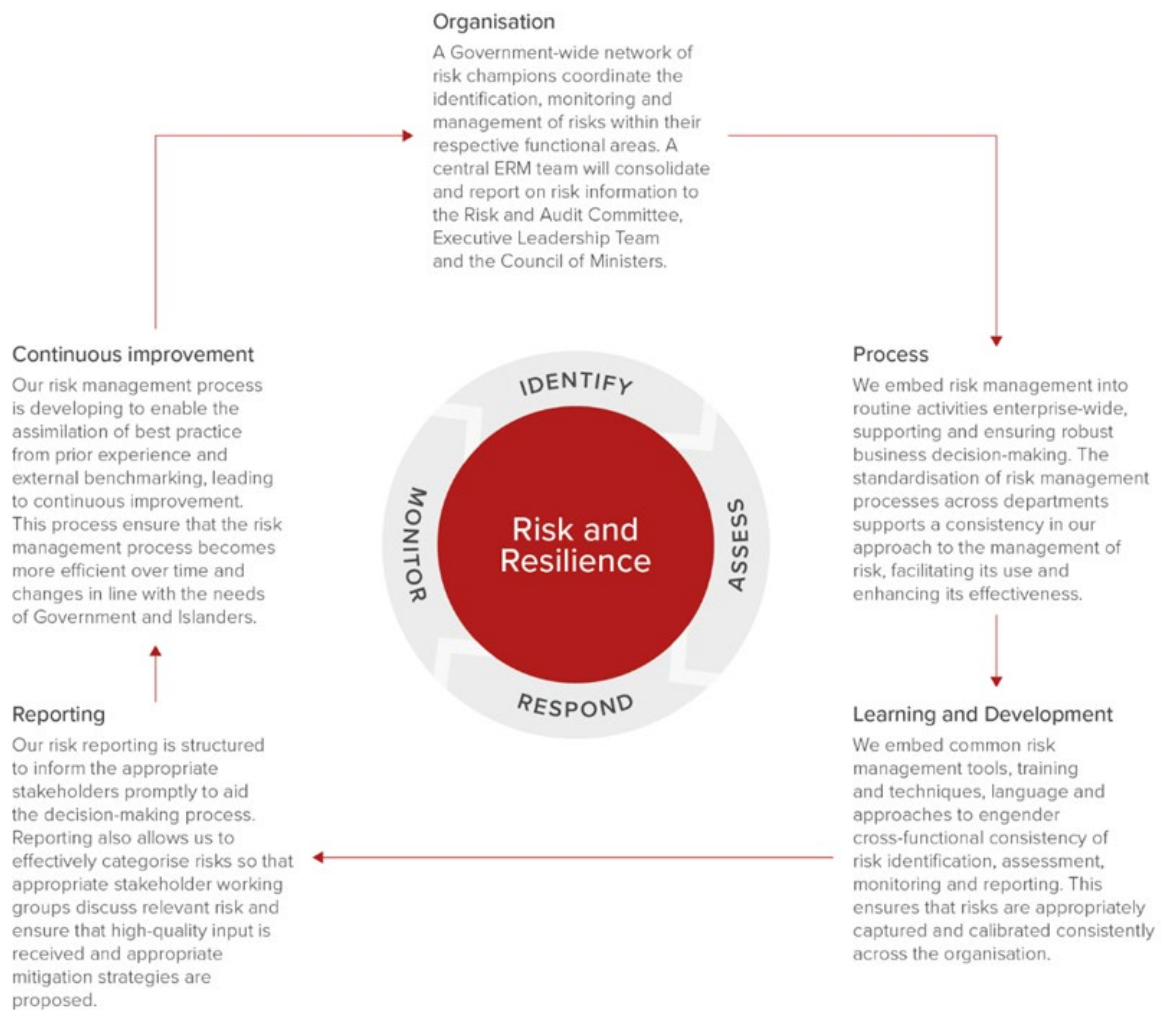 Organisation
A Government-wide network of
risk champions coordinate the
identification, monitoring and
management of risks within their
respective functional areas. A
central ERM team will consolidate
and report on risk information to
the Risk and Audit Committee,
Executive Leadership Team
and the Council of Ministers.
Continuous improvement
Our risk management process
is developing to enable the
assimilation of best practice
from prior experience and
external benchmarking, leading
to continuous improvement.
This process ensure that the risk
management process becomes
more efficient over time and
changes in line with the needs
of Government and Islanders.
IDENTIFY
ASSESS
RESPOND
MONITOR
Risk and
Resilience
Process
We embed risk management into
routine activities enterprise-wide,
supporting and ensuring robust
business decision-making. The
standardisation of risk management
processes across departments
supports a consistency in our
approach to the management of
risk, facilitating its use and
enhancing its effectiveness.
Reporting
Our risk reporting is structured
to inform the appropriate
stakeholders promptly to aid
the decision-making process.
Reporting also allows us to
effectively categorise risks so that
appropriate stakeholder working
groups discuss relevant risk and
ensure that high-quality input is
received and appropriate
mitigation strategies are
proposed.
Learning and Development
We embed common risk
management tools, training
and techniques, language and
approaches to engender
cross-functional consistency of
risk identification, assessment,
monitoring and reporting. This
ensures that risks are appropriately
captured and calibrated consistently
across the organisation.